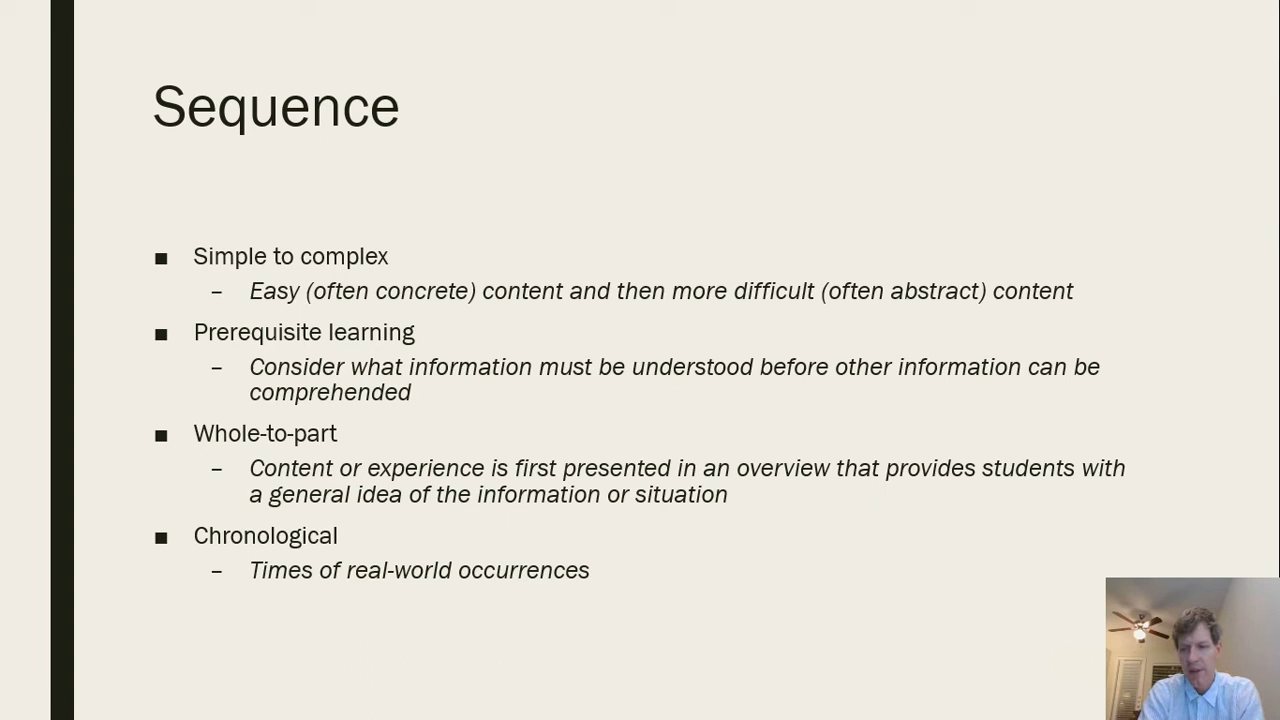 Sequence
■ Simple to complex
– Easy (often concrete) content and then more difficult (often abstract) content
■ Prerequisite learning
– Consider what information must be understood before other information can be
comprehended
■ Whole-to-part
– Content or experience is first presented in an overview that provides students with
a general idea of the information or situation
■ Chronological
– Times of real-world occurrences